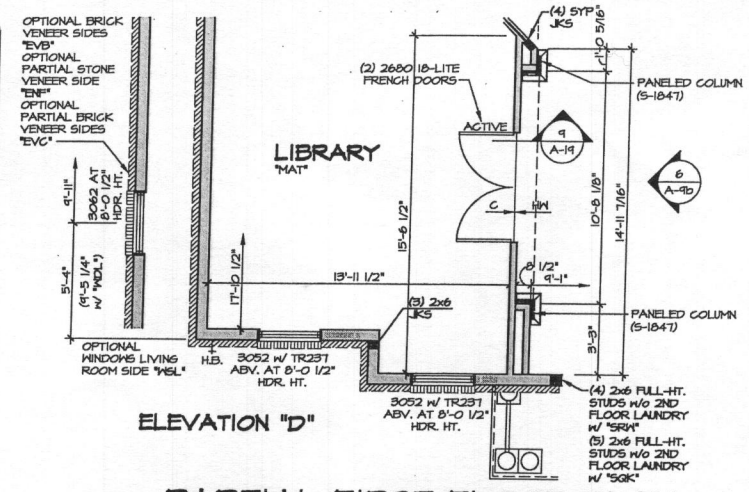 OPTIONAL BRICK
VENEER SIDES
"EVB"
OPTIONAL
PARTIAL STONE
VENEER SIDE
"ENF"
OPTIONAL
PARTIAL BRICK
VENEER SIDES
"EVC"
(4) SYP
JKS
1'-0 5/16"
(2) 2680 18-LITE
FRENCH DOORS
PANELED COLUMN
(S-1847)
ACTIVE
9
A-19
6
A-9b
LIBRARY
"MAT"
9'-11"
3062 AT
8'-0 1/2"
HDR. HT.
15'-6 1/2"
C
HW
10'-8 1/8"
14'-11 7/16"
5'-4"
(9'-5 1/4"
W/ "WDL")
17'-10 1/2"
13'-11 1/2"
8 1/2"
9'-1"
(3) 2x6
JKS
PANELED COLUMN
(S-1847)
3'-3"
OPTIONAL
WINDOWS LIVING
ROOM SIDE "WSL"
H.B.
3052 W/ TR237
ABV. AT 8'-0 1/2"
HDR. HT.
3052 W/ TR237
ABV. AT 8'-0 1/2"
HDR. HT.
(4) 2x6 FULL-HT.
STUDS W/o 2ND
FLOOR LAUNDRY
W/ "SRW"
(5) 2x6 FULL-HT.
STUDS W/o 2ND
FLOOR LAUNDRY
W/ "SGK"
ELEVATION "D"